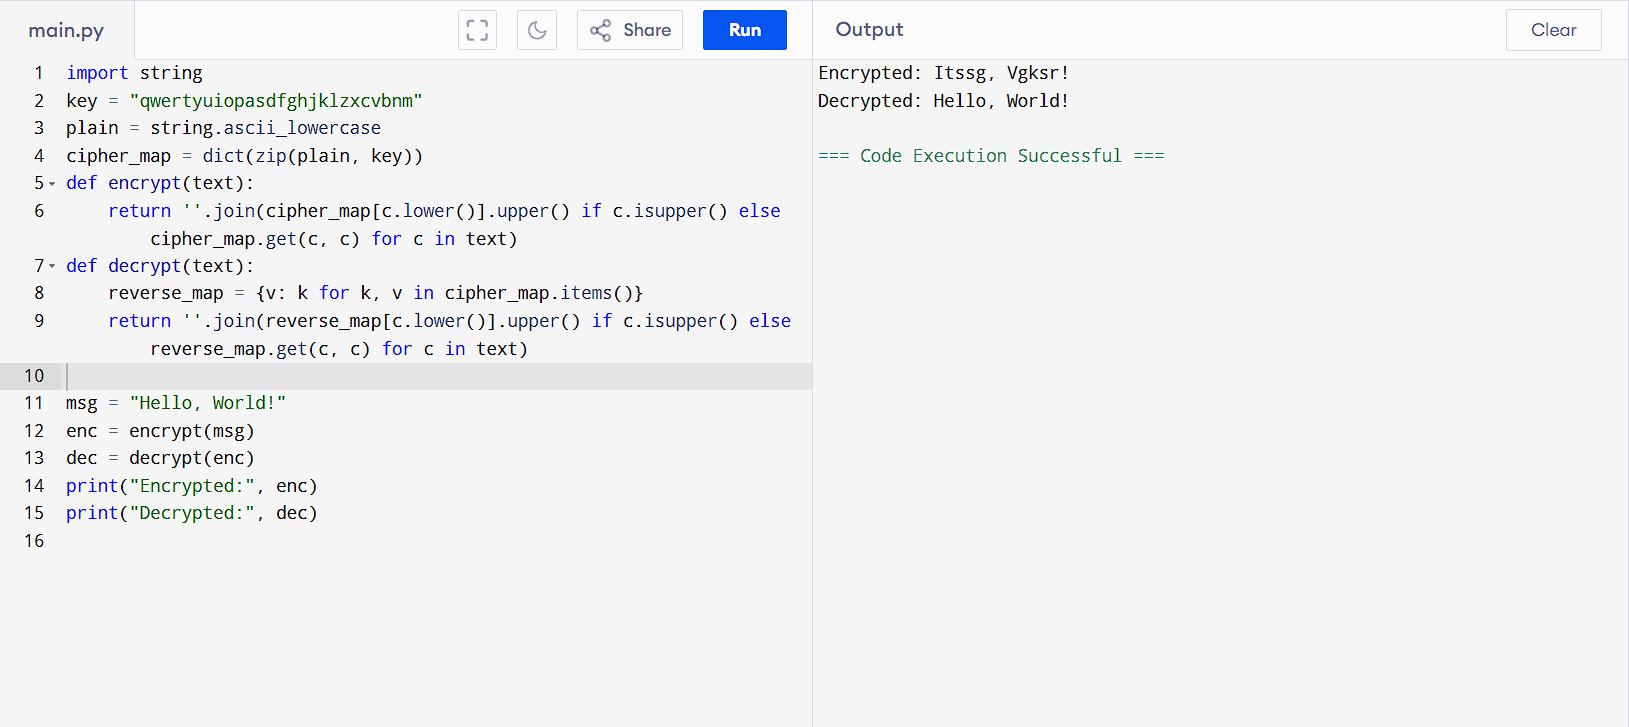 main.py
Share
Run
Output
Clear
1 import string
2 key = "qwertyuiopasdfghjklzxcvbnm"
3 plain = string.ascii_lowercase
4 cipher_map = dict(zip(plain, key))
5 def encrypt(text):
6     return ''.join(cipher_map[c.lower()].upper() if c.isupper() else
        cipher_map.get(c, c) for c in text)
7 def decrypt(text):
8     reverse_map = {v: k for k, v in cipher_map.items()}
9     return ''.join(reverse_map[c.lower()].upper() if c.isupper() else
        reverse_map.get(c, c) for c in text)
10
11 msg = "Hello, World!"
12 enc = encrypt(msg)
13 dec = decrypt(enc)
14 print("Encrypted:", enc)
15 print("Decrypted:", dec)
16
Encrypted: Itssg, Vgksr!
Decrypted: Hello, World!
=== Code Execution Successful ===